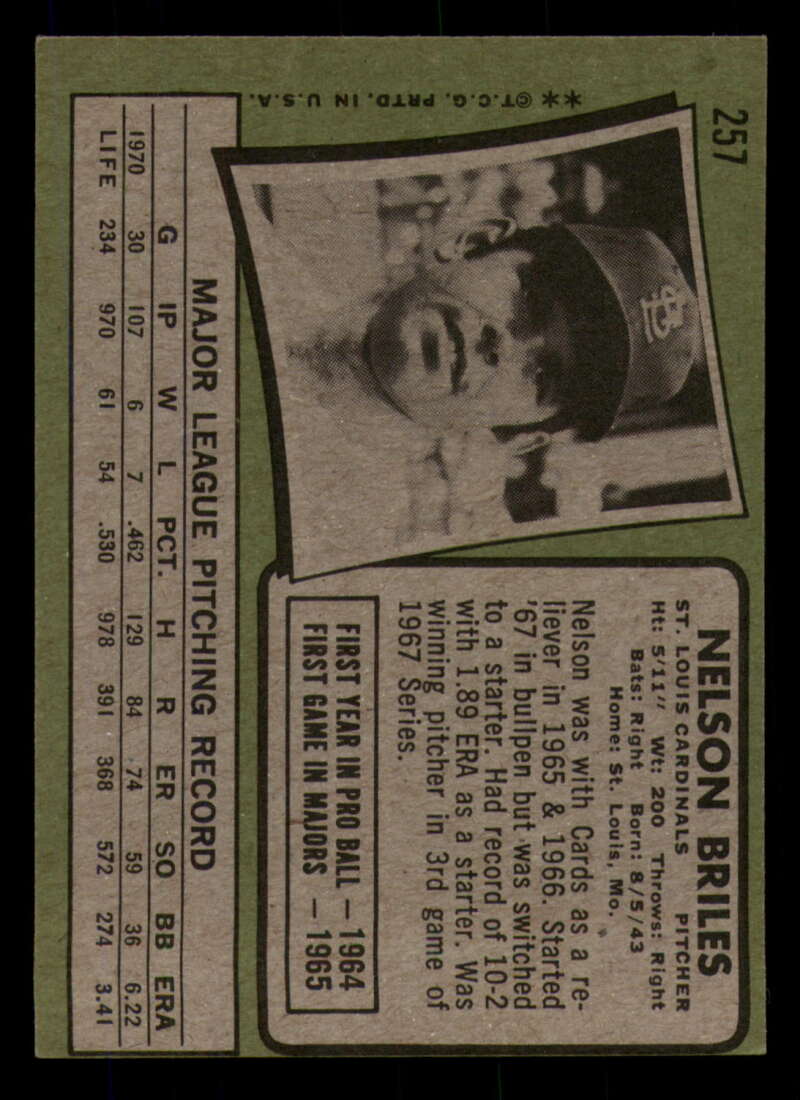 257
**©T.C.G. PRTD. IN U.S.A.
NELSON BRILES
ST. LOUIS CARDINALS PITCHER
Ht: 5'11" Wt: 200 Throws: Right
Bats: Right Born: 8/5/43
Home: St. Louis, Mo.
Nelson was with Cards as a re-
liever in 1965 & 1966. Started
'67 in bullpen but was switched
to a starter. Had record of 10-2
with 1.89 ERA as a starter. Was
winning pitcher in 3rd game of
1967 Series.
FIRST YEAR IN PRO BALL — 1964
FIRST GAME IN MAJORS — 1965
MAJOR LEAGUE PITCHING RECORD
G IP W L PCT. H R ER SO BB ERA
1970 30 107 6 7 .462 129 84 74 59 36 6.22
LIFE 234 970 61 54 .530 978 391 368 572 274 3.41
STL